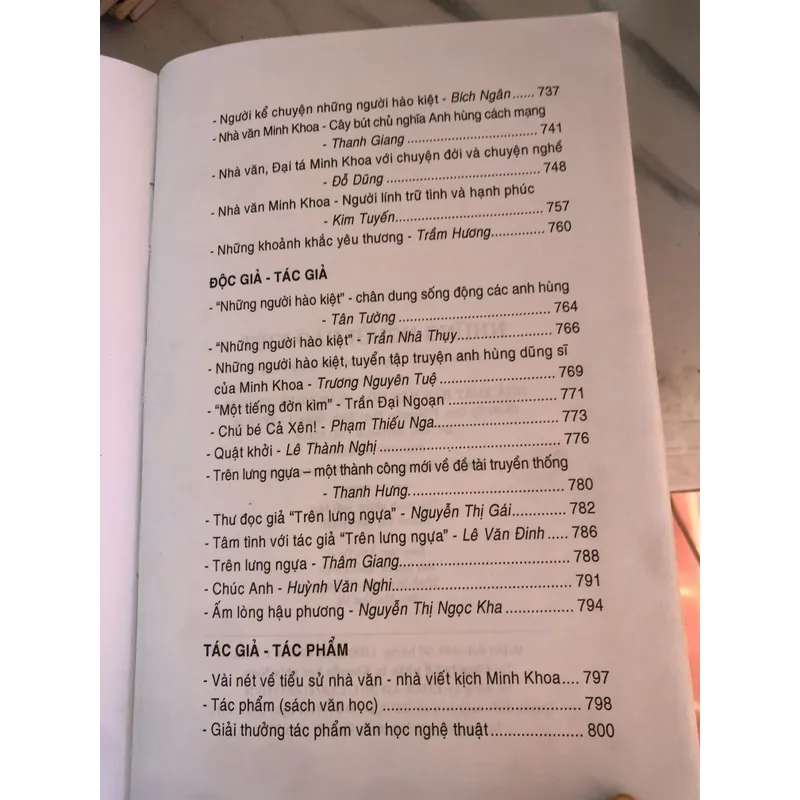 - Người kể chuyện những người hào kiệt - Bích Ngân...... 737
- Nhà văn Minh Khoa - Cây bút chủ nghĩa Anh hùng cách mạng
- Thanh Giang ................................ 741
- Nhà văn, Đại tá Minh Khoa với chuyện đời và chuyện nghề
- Đỗ Dũng ...................................... 748
- Nhà văn Minh Khoa - Người lính trữ tình và hạnh phúc
- Kim Tuyến.................................... 757
- Những khoảnh khắc yêu thương - Trầm Hương............. 760
ĐỘC GIẢ - TÁC GIẢ
- "Những người hào kiệt" - chân dung sống động các anh hùng
- Tân Tường .................................... 764
- "Những người hào kiệt" - Trần Nhã Thụy.................. 766
- Những người hào kiệt, tuyển tập truyện anh hùng dũng sĩ
của Minh Khoa - Trương Nguyên Tuệ ...................... 769
- "Một tiếng đờn kìm" - Trần Đại Ngoạn ..................... 771
- Chú bé Cả Xên! - Phạm Thiếu Nga....................... 773
- Quật khởi - Lê Thành Nghị ................................. 776
- Trên lưng ngựa – một thành công mới về đề tài truyền thống
- Thanh Hưng.................................... 780
- Thư đọc giả "Trên lưng ngựa" - Nguyễn Thị Gái............. 782
- Tâm tình với tác giả "Trên lưng ngựa" - Lê Văn Đinh ..... 786
- Trên lưng ngựa - Thâm Giang............................... 788
- Chúc Anh - Huỳnh Văn Nghi................................ 791
- Ấm lòng hậu phương - Nguyễn Thị Ngọc Kha .............. 794
TÁC GIẢ - TÁC PHẨM
- Vài nét về tiểu sử nhà văn - nhà viết kịch Minh Khoa.... 797
- Tác phẩm (sách văn học) .................................... 798
- Giải thưởng tác phẩm văn học nghệ thuật.................. 800